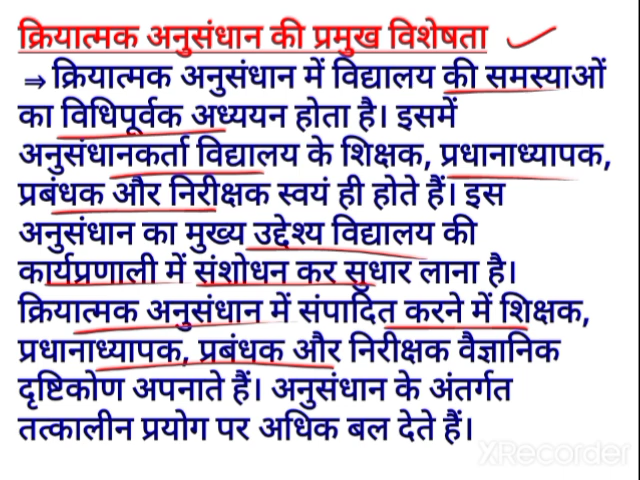 क्रियात्मक अनुसंधान की प्रमुख विशेषता
⇒ क्रियात्मक अनुसंधान में विद्यालय की समस्याओं
का विधिपूर्वक अध्ययन होता है। इसमें
अनुसंधानकर्ता विद्यालय के शिक्षक, प्रधानाध्यापक,
प्रबंधक और निरीक्षक स्वयं ही होते हैं। इस
अनुसंधान का मुख्य उद्देश्य विद्यालय की
कार्यप्रणाली में संशोधन कर सुधार लाना है।
क्रियात्मक अनुसंधान में संपादित करने में शिक्षक,
प्रधानाध्यापक, प्रबंधक और निरीक्षक वैज्ञानिक
दृष्टिकोण अपनाते हैं। अनुसंधान के अंतर्गत
तत्कालीन प्रयोग पर अधिक बल देते हैं।
XRecorder